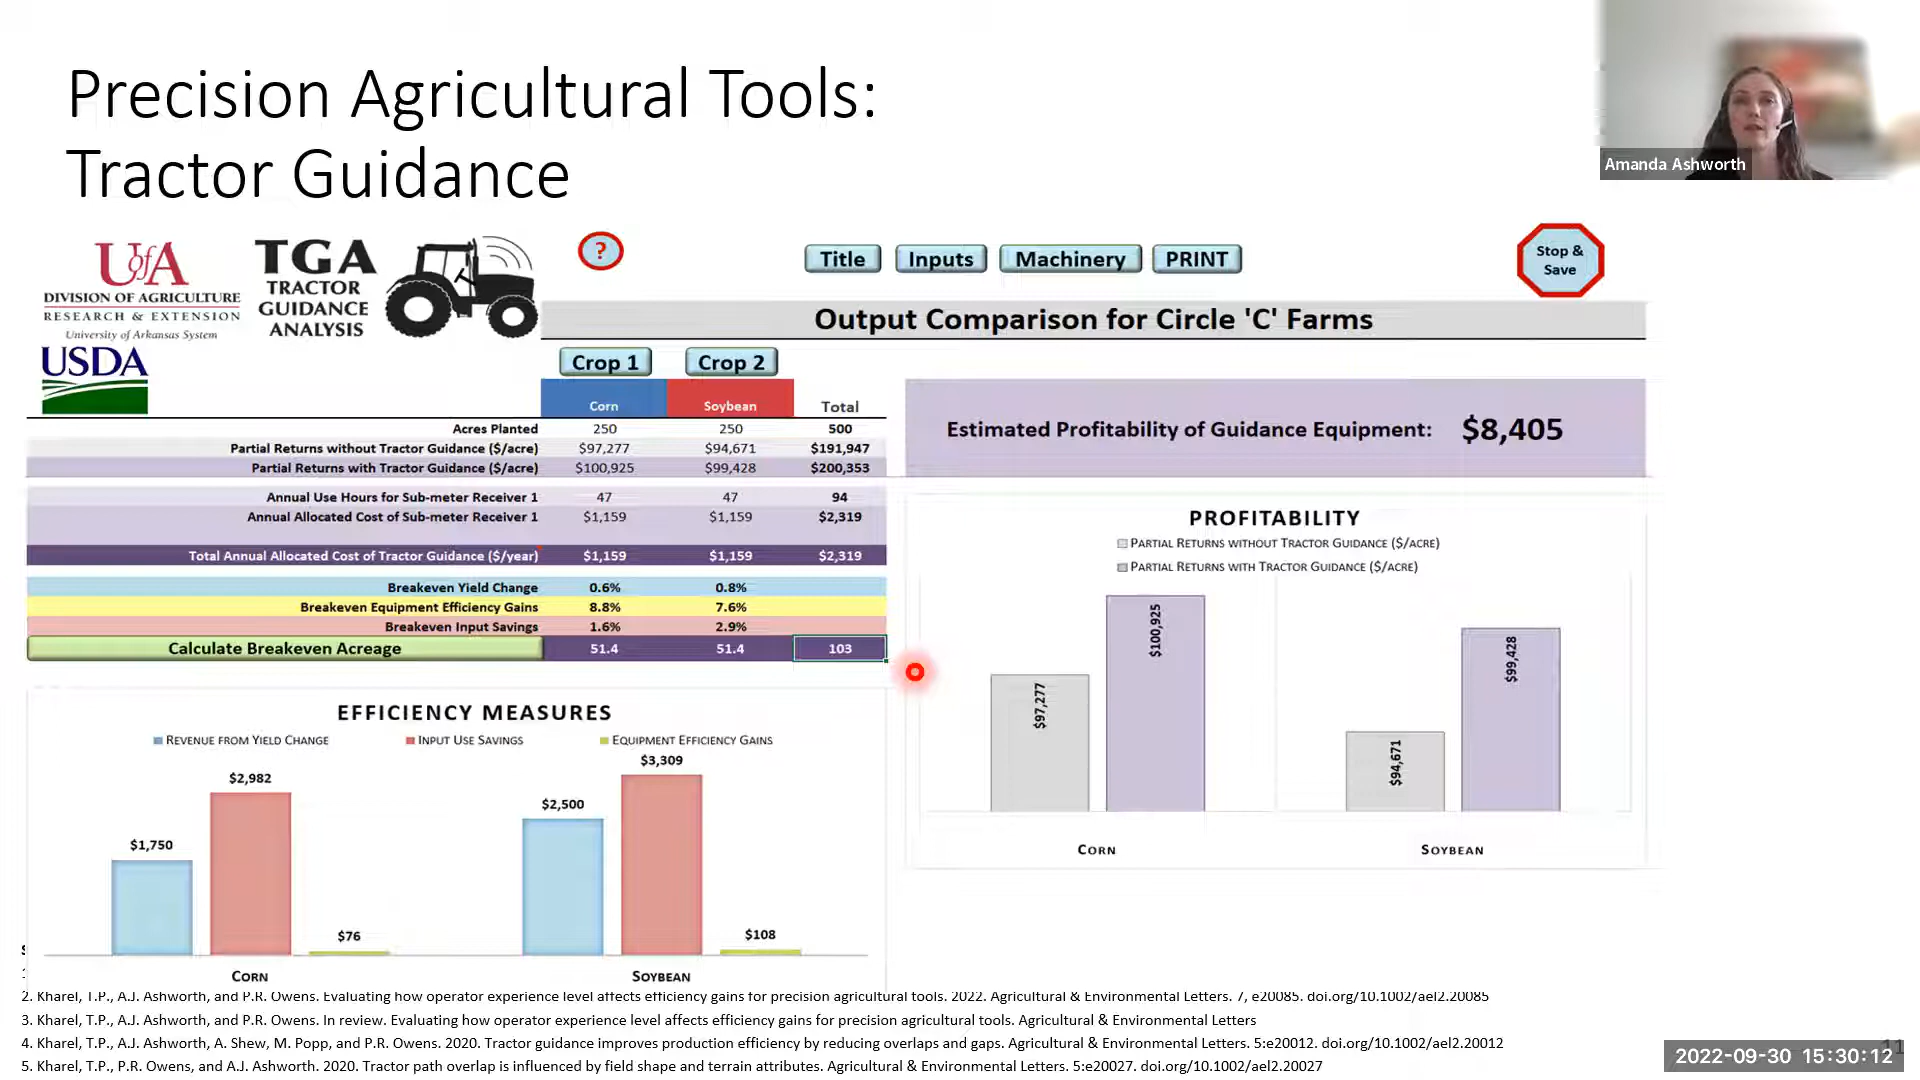 Precision Agricultural Tools:
Tractor Guidance
Amanda Ashworth
UofA
DIVISION OF AGRICULTURE
RESEARCH & EXTENSION
University of Arkansas System
TGA
TRACTOR
GUIDANCE
ANALYSIS
USDA
?
Title Inputs Machinery PRINT
Stop &
Save
Output Comparison for Circle 'C' Farms
Crop 1 Crop 2
Corn Soybean Total
Acres Planted 250 250 500
Partial Returns without Tractor Guidance ($/acre) $97,277 $94,671 $191,947
Partial Returns with Tractor Guidance ($/acre) $100,925 $99,428 $200,353
Annual Use Hours for Sub-meter Receiver 1 47 47 94
Annual Allocated Cost of Sub-meter Receiver 1 $1,159 $1,159 $2,319
Total Annual Allocated Cost of Tractor Guidance ($/year) $1,159 $1,159 $2,319
Breakeven Yield Change 0.6% 0.8%
Breakeven Equipment Efficiency Gains 8.8% 7.6%
Breakeven Input Savings 1.6% 2.9%
Calculate Breakeven Acreage 51.4 51.4 103
Estimated Profitability of Guidance Equipment: $8,405
PROFITABILITY
PARTIAL RETURNS WITHOUT TRACTOR GUIDANCE ($/ACRE)
PARTIAL RETURNS WITH TRACTOR GUIDANCE ($/ACRE)
$97,277
$100,925
$94,671
$99,428
CORN SOYBEAN
EFFICIENCY MEASURES
REVENUE FROM YIELD CHANGE INPUT USE SAVINGS EQUIPMENT EFFICIENCY GAINS
$1,750 $2,982 $76 $2,500 $3,309 $108
CORN SOYBEAN
2. Kharel, T.P., A.J. Ashworth, and P.R. Owens. Evaluating how operator experience level affects efficiency gains for precision agricultural tools. 2022. Agricultural & Environmental Letters. 7, e20085. doi.org/10.1002/ael2.20085
3. Kharel, T.P., A.J. Ashworth, and P.R. Owens. In review. Evaluating how operator experience level affects efficiency gains for precision agricultural tools. Agricultural & Environmental Letters
4. Kharel, T.P., A.J. Ashworth, A. Shew, M. Popp, and P.R. Owens. 2020. Tractor guidance improves production efficiency by reducing overlaps and gaps. Agricultural & Environmental Letters. 5:e20012. doi.org/10.1002/ael2.20012
5. Kharel, T.P., P.R. Owens, and A.J. Ashworth. 2020. Tractor path overlap is influenced by field shape and terrain attributes. Agricultural & Environmental Letters. 5:e20027. doi.org/10.1002/ael2.20027
11
2022-09-30 15:30:12